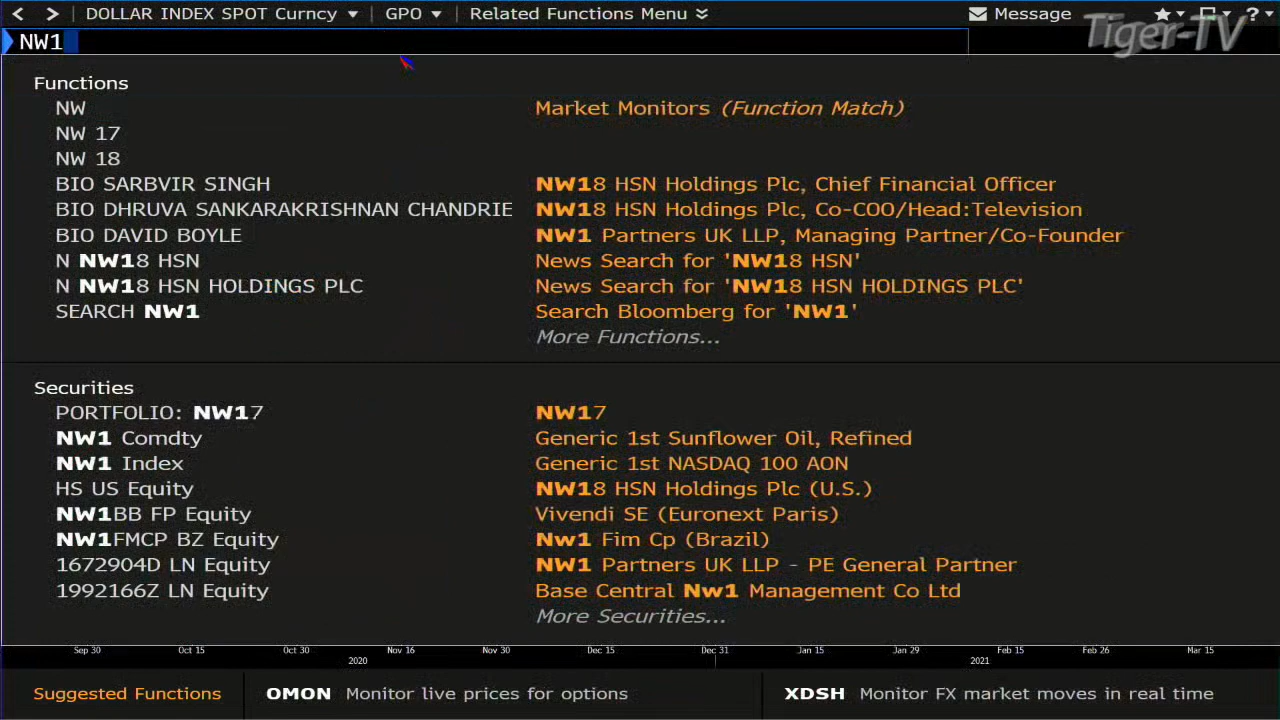 DOLLAR INDEX SPOT Curncy GPO Related Functions Menu Message ?
Tiger-TV
NW1
Functions
NW Market Monitors (Function Match)
NW 17
NW 18
BIO SARBVIR SINGH NW18 HSN Holdings Plc, Chief Financial Officer
BIO DHRUVA SANKARAKRISHNAN CHANDRIE NW18 HSN Holdings Plc, Co-COO/Head:Television
BIO DAVID BOYLE NW1 Partners UK LLP, Managing Partner/Co-Founder
N NW18 HSN News Search for 'NW18 HSN'
N NW18 HSN HOLDINGS PLC News Search for 'NW18 HSN HOLDINGS PLC'
SEARCH NW1 Search Bloomberg for 'NW1'
More Functions...
Securities
PORTFOLIO: NW17 NW17
NW1 Comdty Generic 1st Sunflower Oil, Refined
NW1 Index Generic 1st NASDAQ 100 AON
HS US Equity NW18 HSN Holdings Plc (U.S.)
NW1BB FP Equity Vivendi SE (Euronext Paris)
NW1FMCP BZ Equity Nw1 Fim Cp (Brazil)
1672904D LN Equity NW1 Partners UK LLP - PE General Partner
1992166Z LN Equity Base Central Nw1 Management Co Ltd
More Securities...
Sep 30 Oct 15 Oct 30 Nov 16 Nov 30 Dec 15 Dec 31 Jan 15 Jan 29 Feb 15 Feb 26 Mar 15
2020 2021
Suggested Functions OMON Monitor live prices for options XDSH Monitor FX market moves in real time